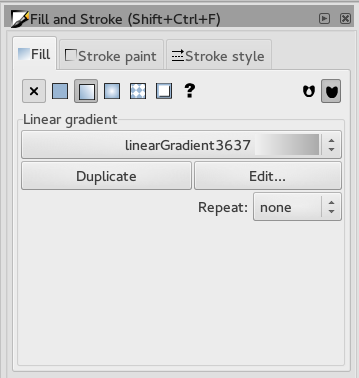 Fill and Stroke (Shift+Ctrl+F)
Fill Stroke paint Stroke style
?
Linear gradient
linearGradient3637
Duplicate Edit...
Repeat: none